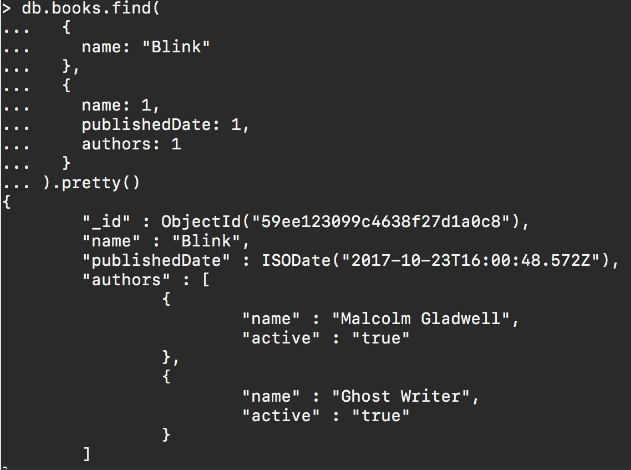 > db.books.find(
...    {
...      name: "Blink"
...    },
...    {
...      name: 1,
...      publishedDate: 1,
...      authors: 1
...    }
... ).pretty()
{
        "_id" : ObjectId("59ee123099c4638f27d1a0c8"),
        "name" : "Blink",
        "publishedDate" : ISODate("2017-10-23T16:00:48.572Z"),
        "authors" : [
                {
                        "name" : "Malcolm Gladwell",
                        "active" : "true"
                },
                {
                        "name" : "Ghost Writer",
                        "active" : "true"
                }
        ]